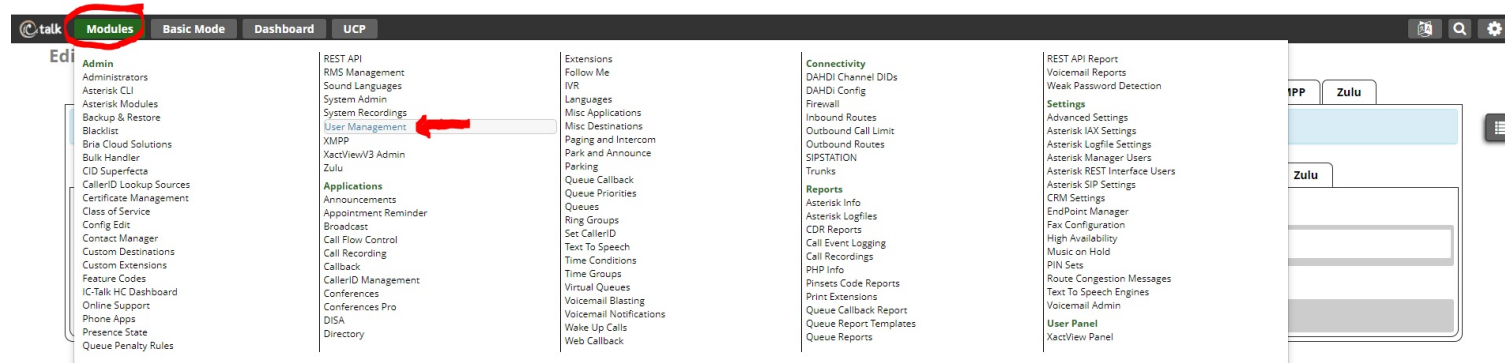 talk
Modules
Basic Mode
Dashboard
UCP
Edi
Admin
Administrators
Asterisk CLI
Asterisk Modules
Backup & Restore
Blacklist
Bria Cloud Solutions
Bulk Handler
CID Superfecta
CallerID Lookup Sources
Certificate Management
Class of Service
Config Edit
Contact Manager
Custom Destinations
Custom Extensions
Feature Codes
IC-Talk HC Dashboard
Online Support
Phone Apps
Presence State
Queue Penalty Rules
REST API
RMS Management
Sound Languages
System Admin
System Recordings
User Management
XMPP
XactViewV3 Admin
Zulu
Applications
Announcements
Appointment Reminder
Broadcast
Call Flow Control
Call Recording
Callback
CallerID Management
Conferences
Conferences Pro
DISA
Directory
Extensions
Follow Me
IVR
Languages
Misc Applications
Misc Destinations
Paging and Intercom
Park and Announce
Parking
Queue Callback
Queue Priorities
Queues
Ring Groups
Set CallerID
Text To Speech
Time Conditions
Time Groups
Virtual Queues
Voicemail Blasting
Voicemail Notifications
Wake Up Calls
Web Callback
Connectivity
DAHDI Channel DIDs
DAHDi Config
Firewall
Inbound Routes
Outbound Call Limit
Outbound Routes
SIPSTATION
Trunks
Reports
Asterisk Info
Asterisk Logfiles
CDR Reports
Call Event Logging
Call Recordings
PHP Info
Pinsets Code Reports
Print Extensions
Queue Callback Report
Queue Report Templates
Queue Reports
REST API Report
Voicemail Reports
Weak Password Detection
Settings
Advanced Settings
Asterisk IAX Settings
Asterisk Logfile Settings
Asterisk Manager Users
Asterisk REST Interface Users
Asterisk SIP Settings
CRM Settings
EndPoint Manager
Fax Configuration
High Availability
Music on Hold
PIN Sets
Route Congestion Messages
Text To Speech Engines
Voicemail Admin
User Panel
XactView Panel
MPP
Zulu
Zulu